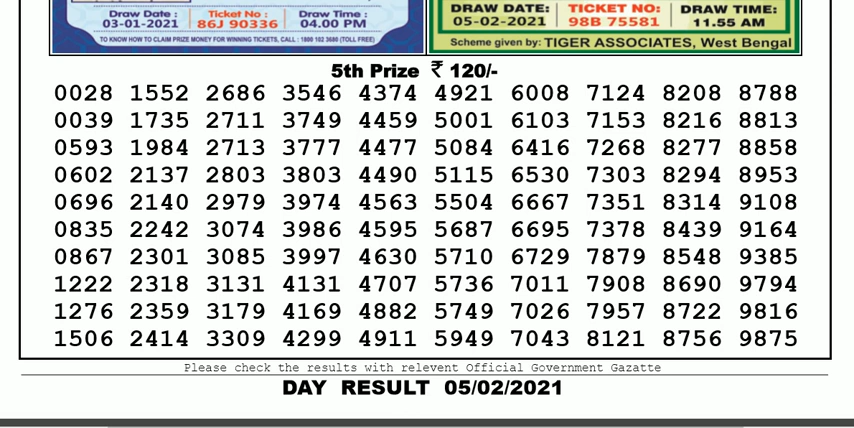 Draw Date: Ticket No : Draw Time :
03-01-2021 86J 90336 04.00 PM
TO KNOW HOW TO CLAIM PRIZE MONEY FOR WINNING TICKETS, CALL : 1800 102 3680 (TOLL FREE)
DRAW DATE: TICKET NO: DRAW TIME:
05-02-2021 98B 75581 11.55 AM
Scheme given by: TIGER ASSOCIATES, West Bengal
5th Prize ₹ 120/-
0028 1552 2686 3546 4374 4921 6008 7124 8208 8788
0039 1735 2711 3749 4459 5001 6103 7153 8216 8813
0593 1984 2713 3777 4477 5084 6416 7268 8277 8858
0602 2137 2803 3803 4490 5115 6530 7303 8294 8953
0696 2140 2979 3974 4563 5504 6667 7351 8314 9108
0835 2242 3074 3986 4595 5687 6695 7378 8439 9164
0867 2301 3085 3997 4630 5710 6729 7879 8548 9385
1222 2318 3131 4131 4707 5736 7011 7908 8690 9794
1276 2359 3179 4169 4882 5749 7026 7957 8722 9816
1506 2414 3309 4299 4911 5949 7043 8121 8756 9875
Please check the results with relevent Official Government Gazatte
DAY RESULT 05/02/2021